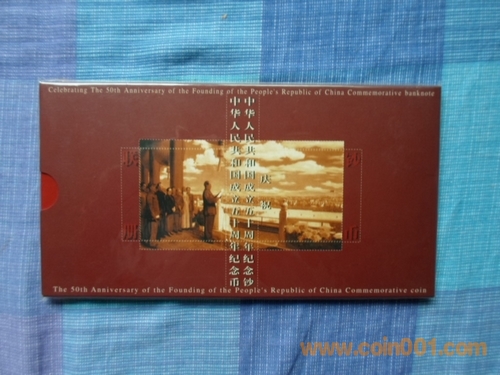 Celebrating The 50th Anniversary of the Founding of the People's Republic of China Commemorative banknote
庆祝
中华人民共和国成立五十周年纪念钞
中华人民共和国成立五十周年纪念币
The 50th Anniversary of the Founding of the People's Republic of China Commemorative coin
www.coin001.com